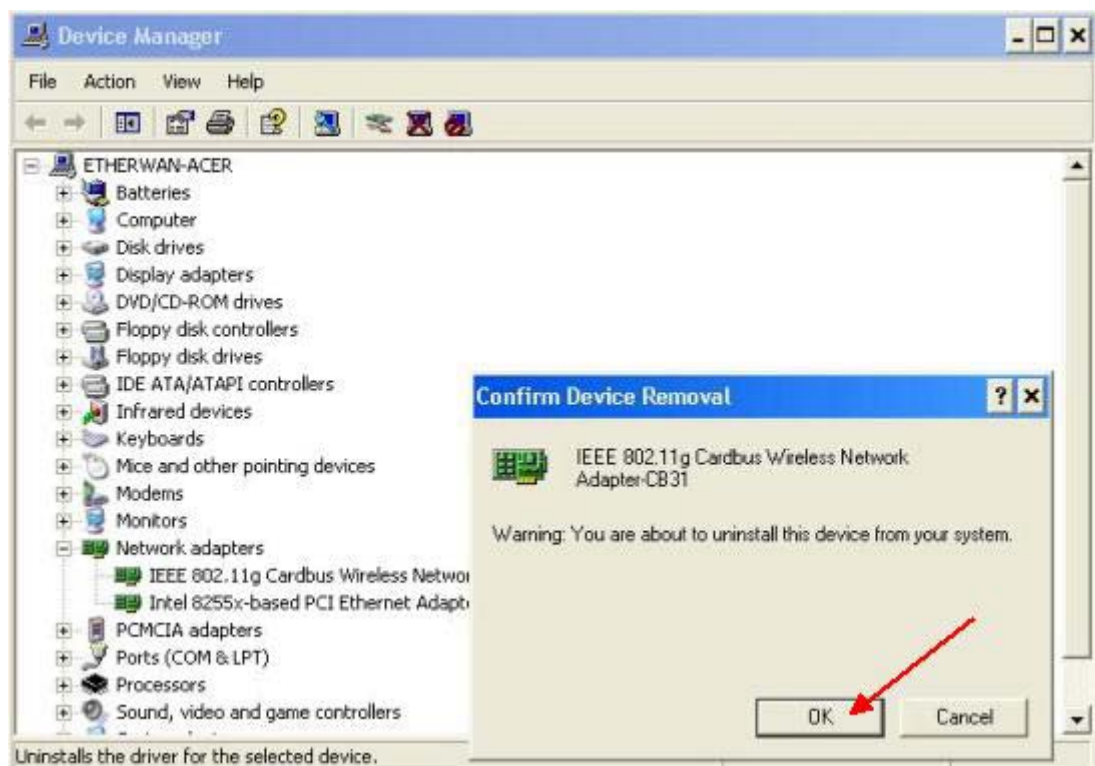 Device Manager
File Action View Help
ETHERWAN-ACER
Batteries
Computer
Disk drives
Display adapters
DVD/CD-ROM drives
Floppy disk controllers
Floppy disk drives
IDE ATA/ATAPI controllers
Infrared devices
Keyboards
Mice and other pointing devices
Modems
Monitors
Network adapters
IEEE 802.11g Cardbus Wireless Networ
Intel 8255x-based PCI Ethernet Adapt
PCMCIA adapters
Ports (COM & LPT)
Processors
Sound, video and game controllers
Uninstalls the driver for the selected device.
Confirm Device Removal
IEEE 802.11g Cardbus Wireless Network
Adapter-CB31
Warning: You are about to uninstall this device from your system.
OK Cancel